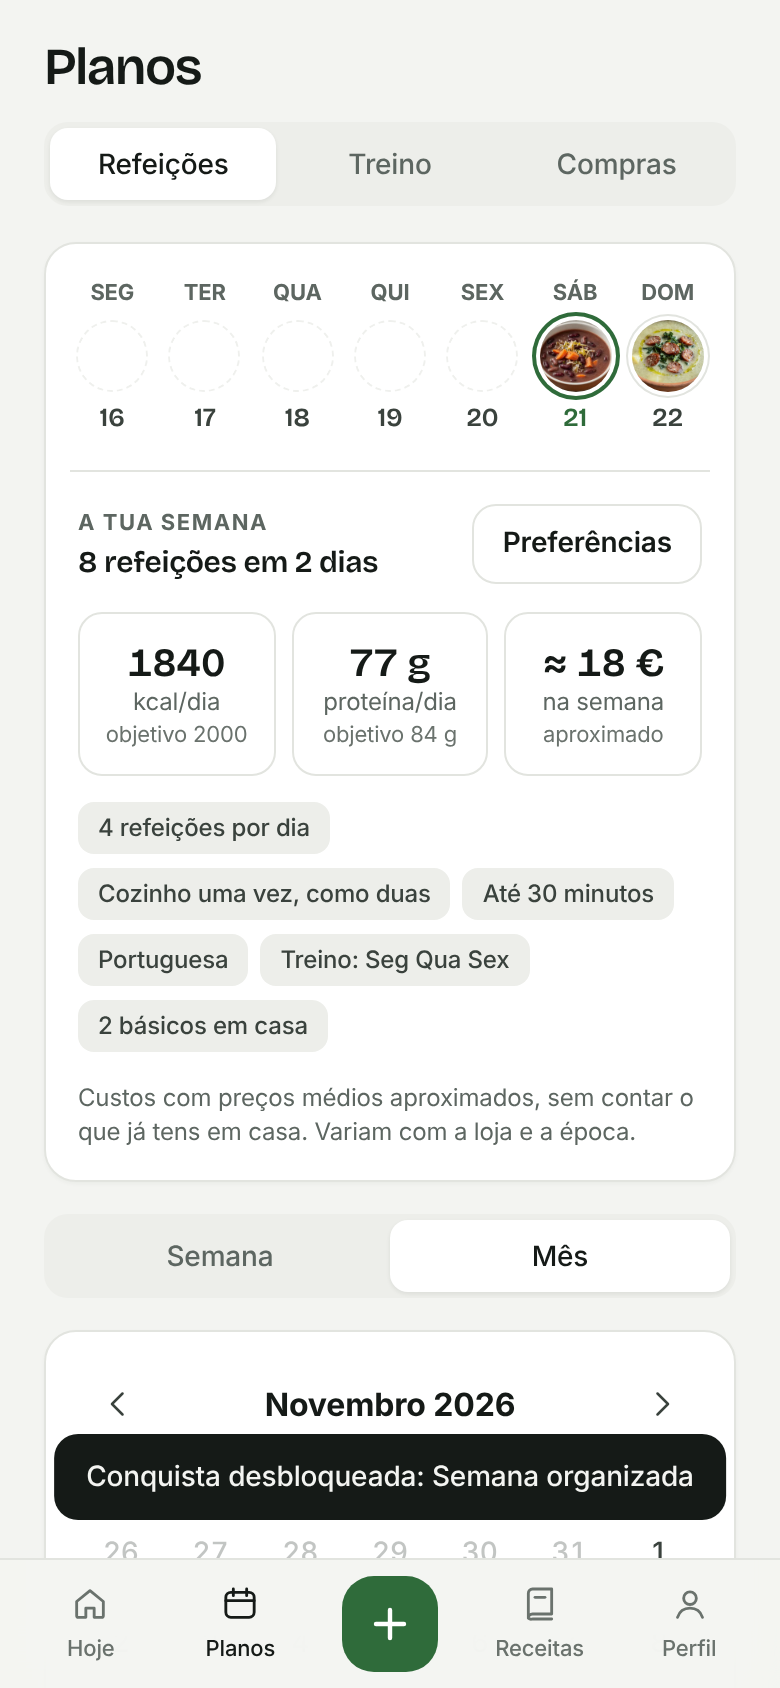 Planos
Refeições Treino Compras
SEG TER QUA QUI SEX SÁB DOM
16 17 18 19 20 21 22
A TUA SEMANA
8 refeições em 2 dias
Preferências
1840 77 g ≈ 18 €
kcal/dia proteína/dia na semana
objetivo 2000 objetivo 84 g aproximado
4 refeições por dia
Cozinho uma vez, como duas Até 30 minutos
Portuguesa Treino: Seg Qua Sex
2 básicos em casa
Custos com preços médios aproximados, sem contar o
que já tens em casa. Variam com a loja e a época.
Semana Mês
Novembro 2026
Conquista desbloqueada: Semana organizada
26 27 28 29 30 31 1
Hoje Planos Receitas Perfil